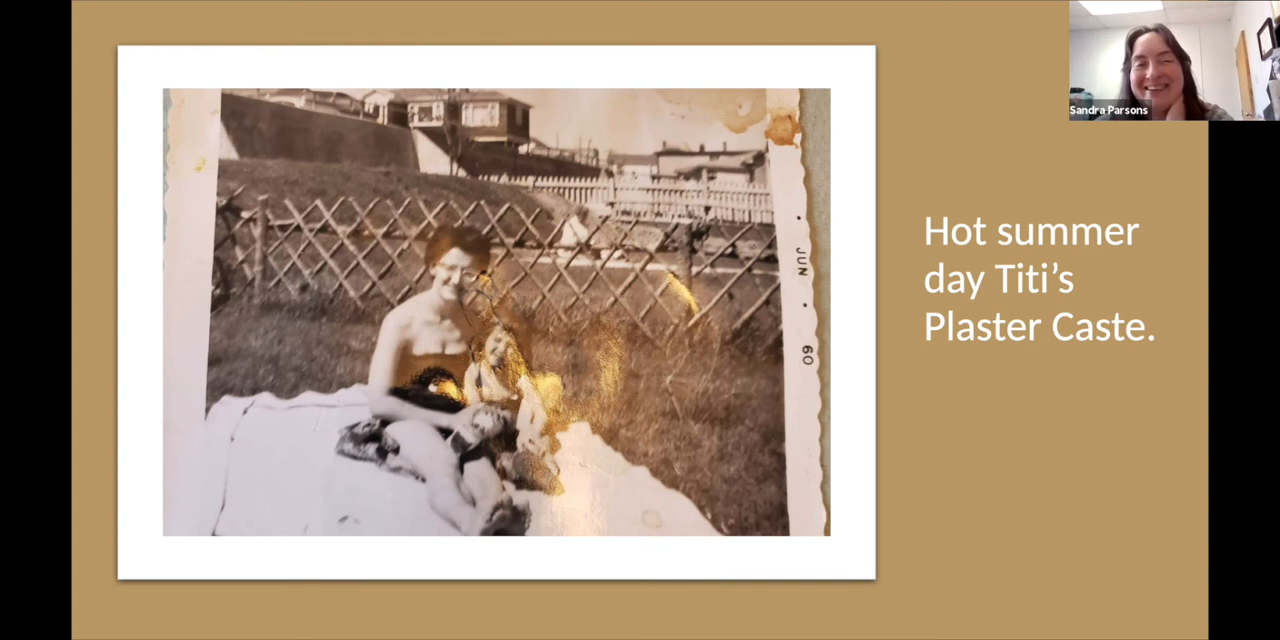 Sandra Parsons
Hot summer
day Titi’s
Plaster Caste.
• JUN • 60